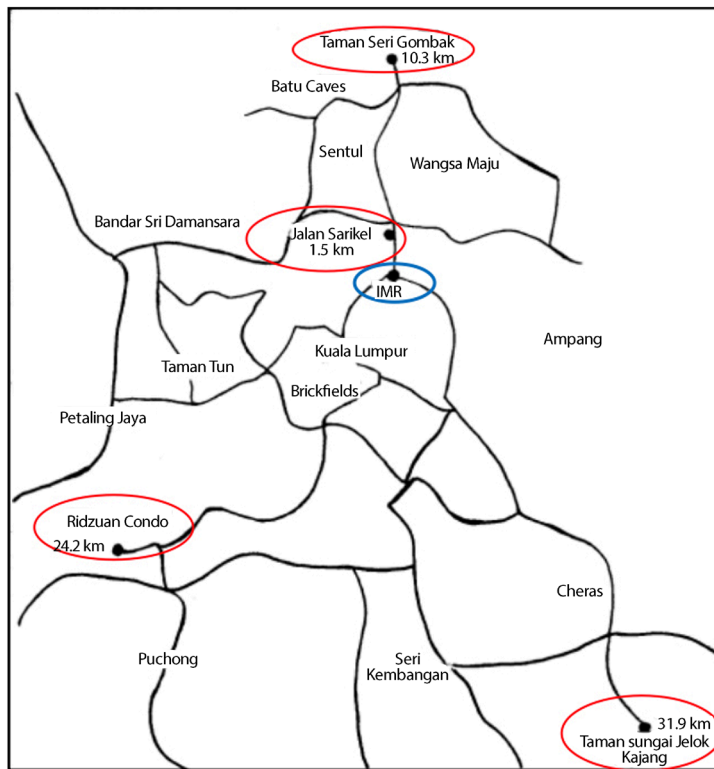 Taman Seri Gombak
10.3 km
Batu Caves
Sentul
Wangsa Maju
Bandar Sri Damansara
Jalan Sarikel
1.5 km
IMR
Ampang
Kuala Lumpur
Taman Tun
Brickfields
Petaling Jaya
Ridzuan Condo
24.2 km
Cheras
Puchong
Seri
Kembangan
31.9 km
Taman sungai Jelok
Kajang